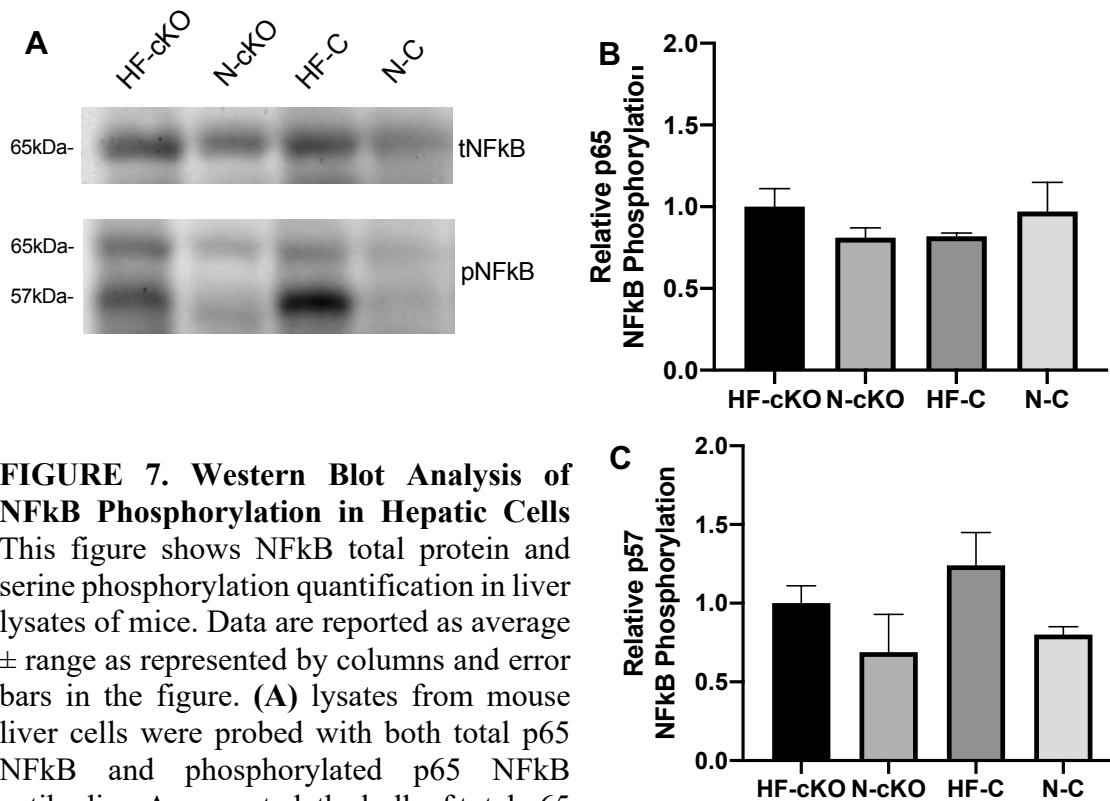 A
HF-cKO
N-cKO
HF-C
N-C
65kDa-
tNFkB
65kDa-
57kDa-
pNFkB
B
Relative p65
NFkB Phosphorylation
2.0
1.5
1.0
0.5
0.0
HF-cKO N-cKO HF-C N-C
FIGURE 7. Western Blot Analysis of
NFkB Phosphorylation in Hepatic Cells
This figure shows NFkB total protein and
serine phosphorylation quantification in liver
lysates of mice. Data are reported as average
± range as represented by columns and error
bars in the figure. (A) lysates from mouse
liver cells were probed with both total p65
NFkB and phosphorylated p65 NFkB
C
Relative p57
NFkB Phosphorylation
2.0
1.5
1.0
0.5
0.0
HF-cKO N-cKO HF-C N-C